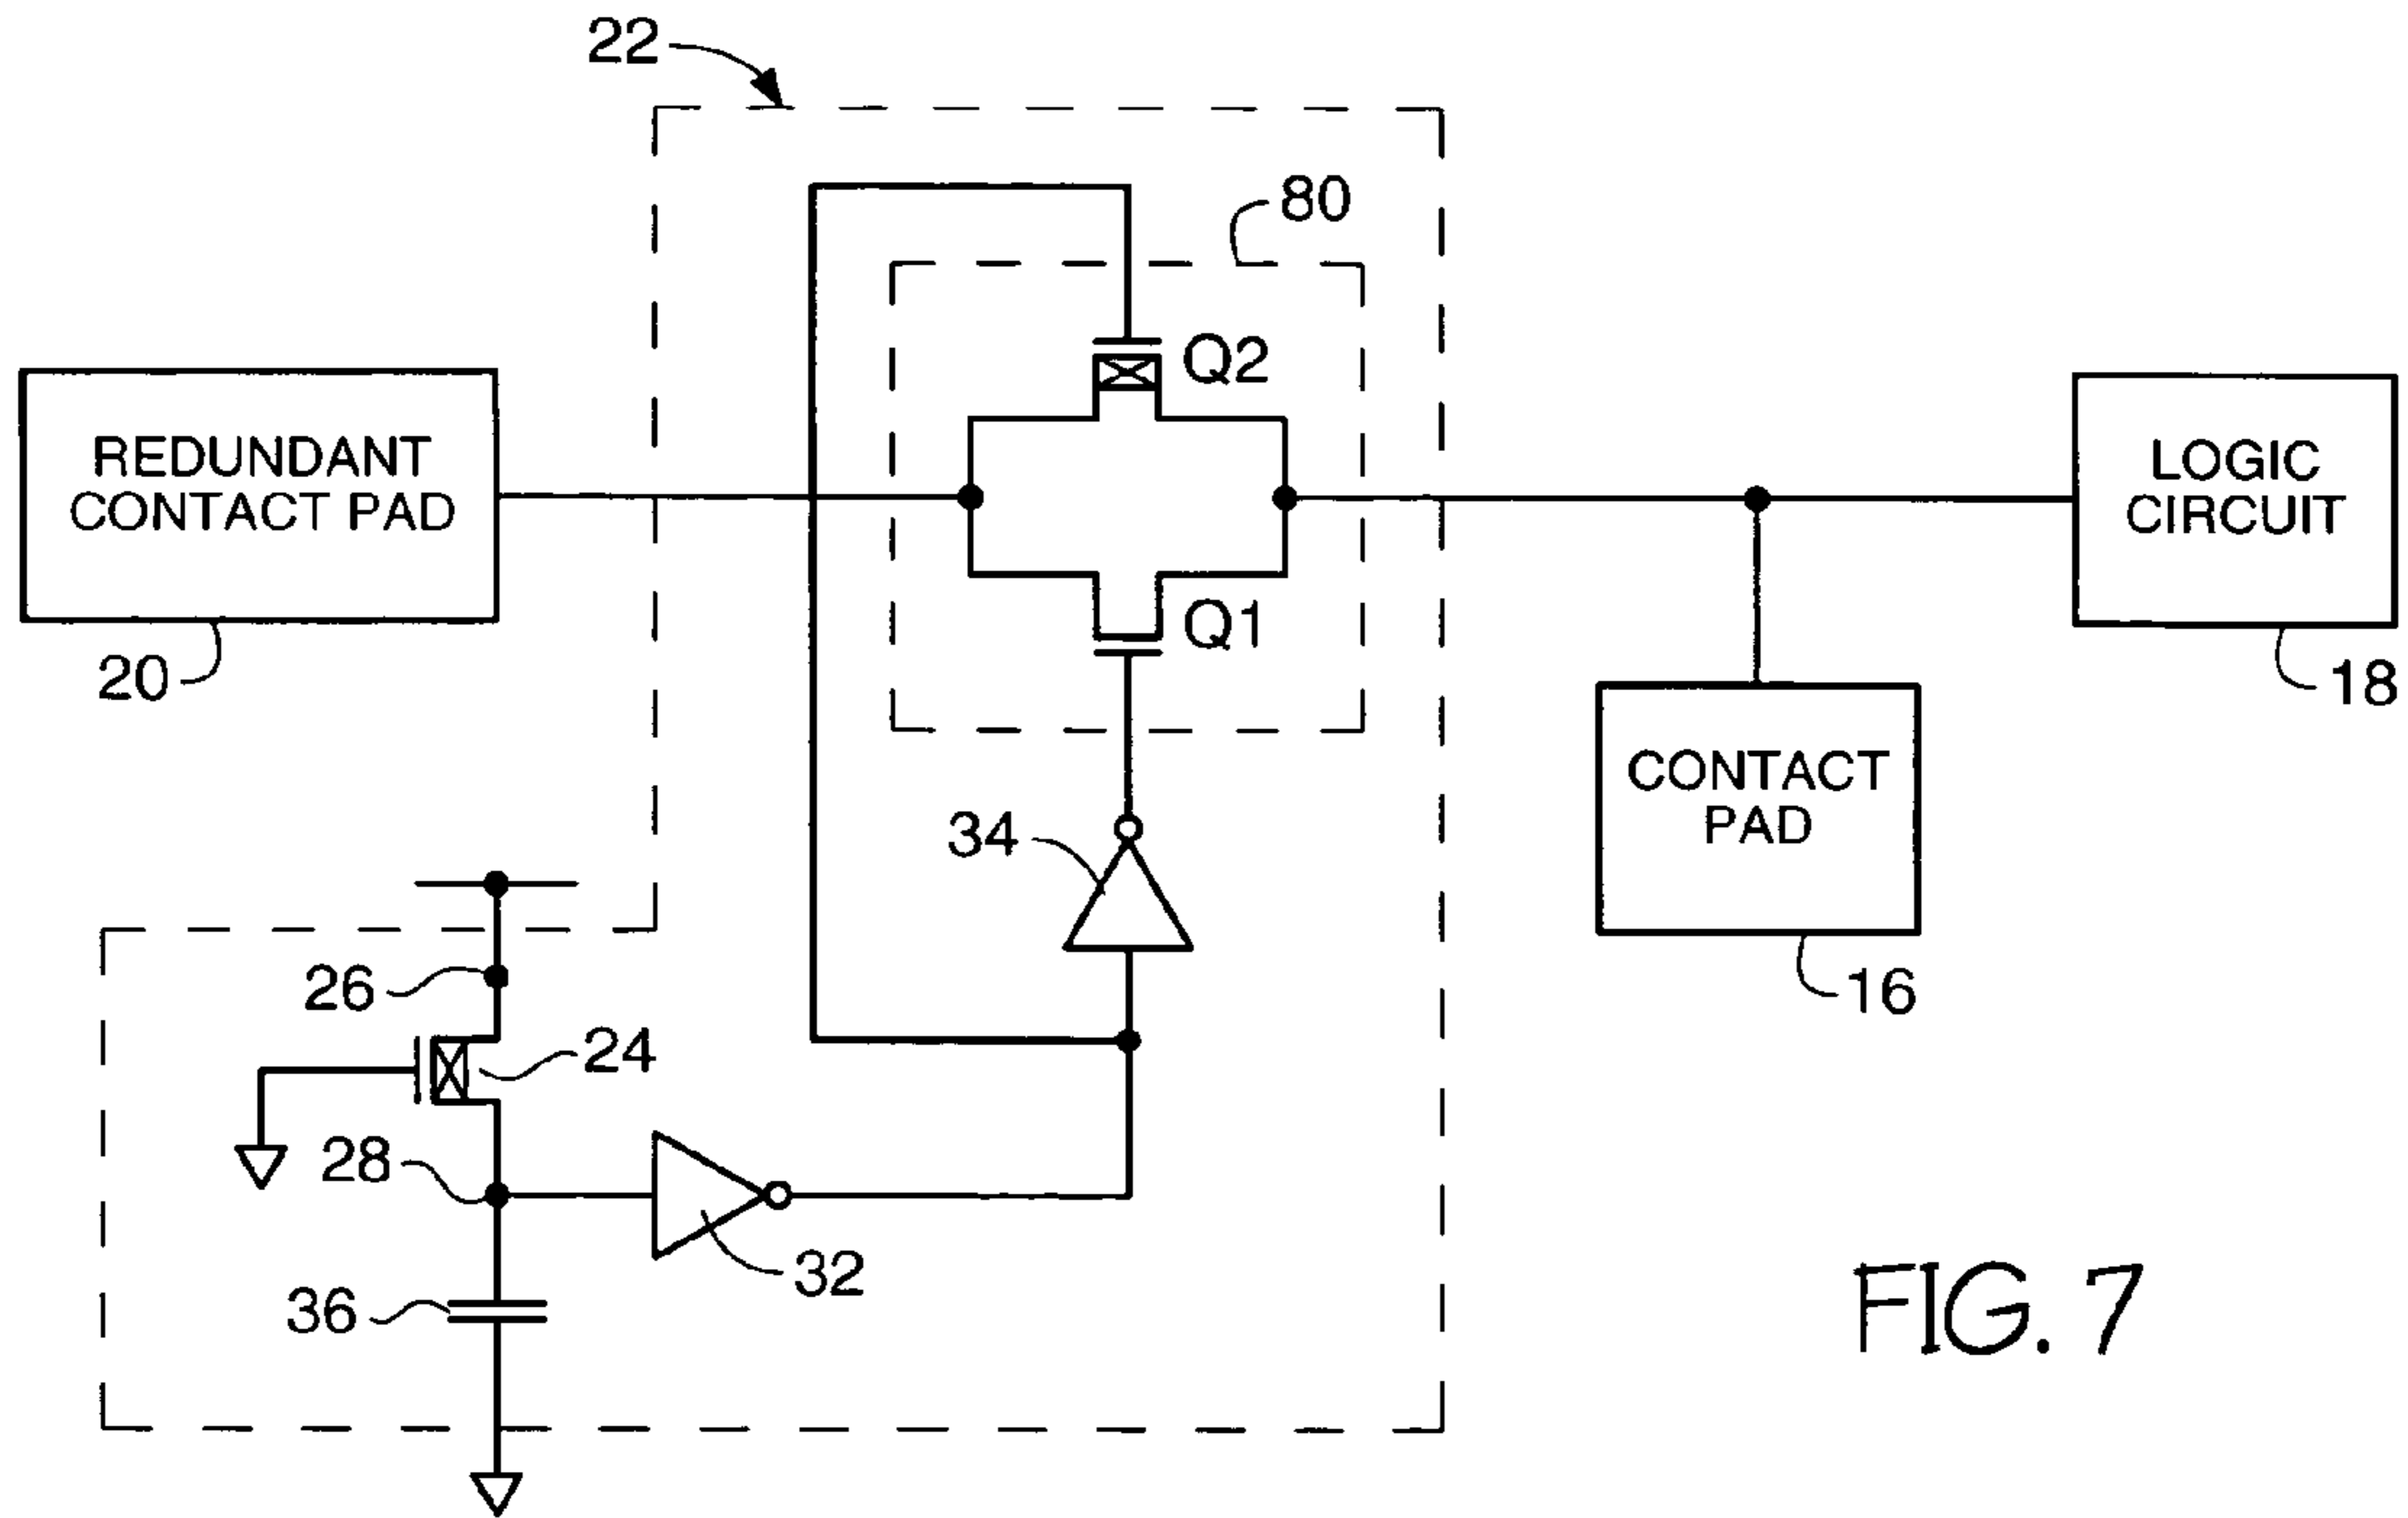 22
80
Q2
REDUNDANT
CONTACT PAD
LOGIC
CIRCUIT
Q1
20
18
CONTACT
PAD
34
26
16
24
28
32
36
FIG. 7